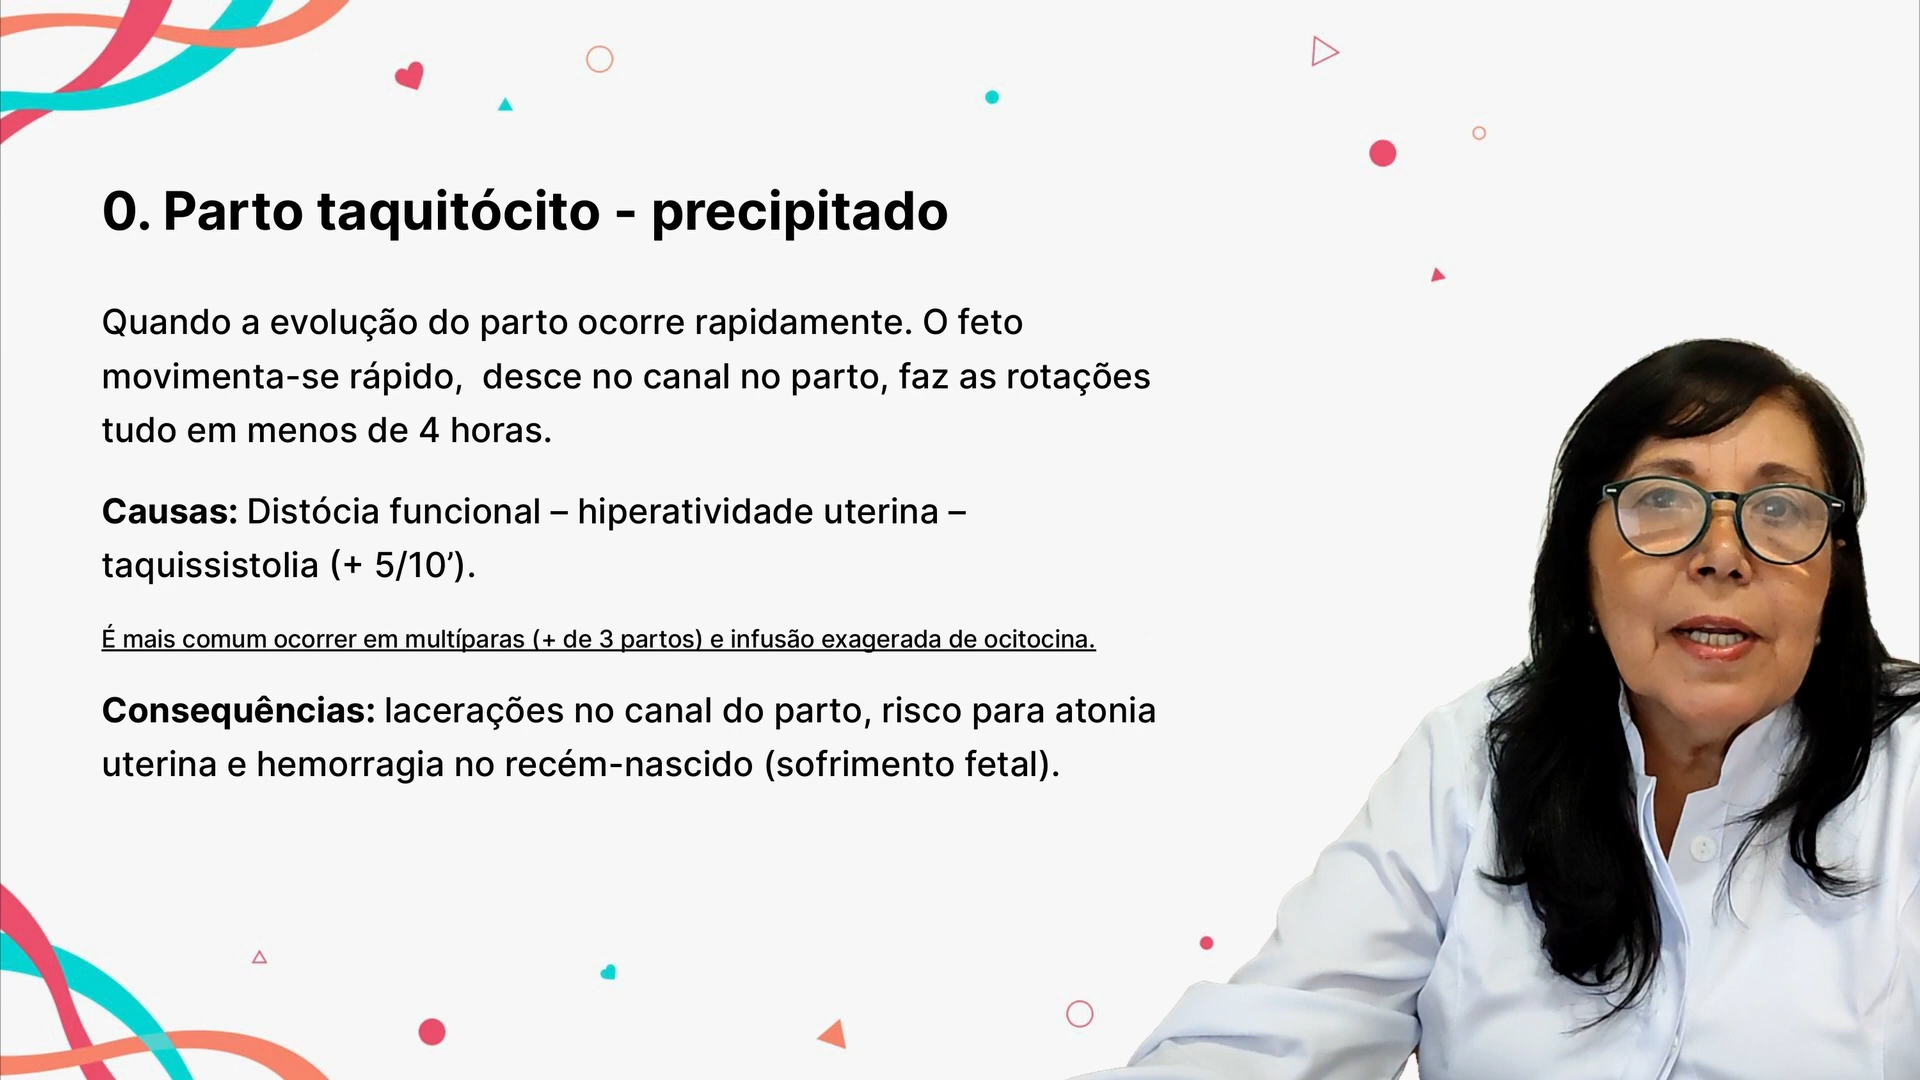 0. Parto taquitócito - precipitado
Quando a evolução do parto ocorre rapidamente. O feto
movimenta-se rápido,  desce no canal no parto, faz as rotações
tudo em menos de 4 horas.
Causas: Distócia funcional – hiperatividade uterina –
taquissistolia (+ 5/10’).
É mais comum ocorrer em multíparas (+ de 3 partos) e infusão exagerada de ocitocina.
Consequências: lacerações no canal do parto, risco para atonia
uterina e hemorragia no recém-nascido (sofrimento fetal).